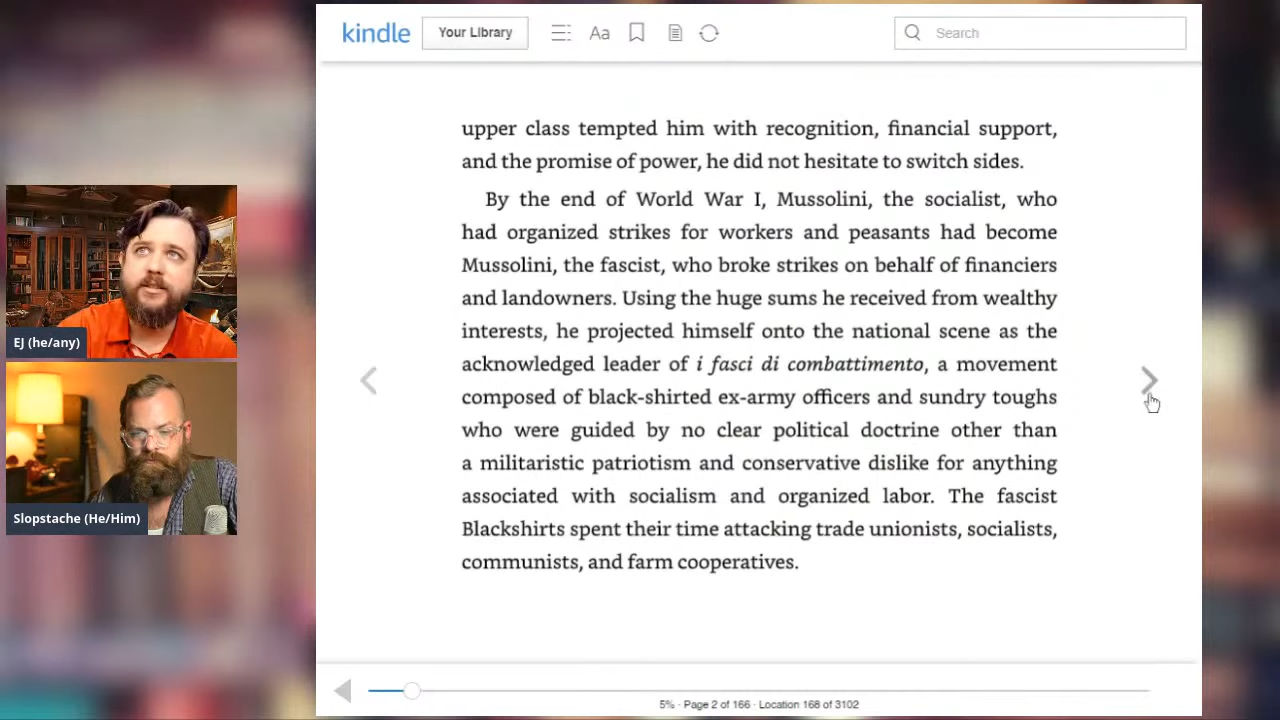 kindle
Your Library
Aa
Search
upper class tempted him with recognition, financial support,
and the promise of power, he did not hesitate to switch sides.
By the end of World War I, Mussolini, the socialist, who
had organized strikes for workers and peasants had become
Mussolini, the fascist, who broke strikes on behalf of financiers
and landowners. Using the huge sums he received from wealthy
interests, he projected himself onto the national scene as the
acknowledged leader of i fasci di combattimento, a movement
composed of black-shirted ex-army officers and sundry toughs
who were guided by no clear political doctrine other than
a militaristic patriotism and conservative dislike for anything
associated with socialism and organized labor. The fascist
Blackshirts spent their time attacking trade unionists, socialists,
communists, and farm cooperatives.
EJ (he/any)
Slopstache (He/Him)
5% · Page 2 of 166 · Location 168 of 3102